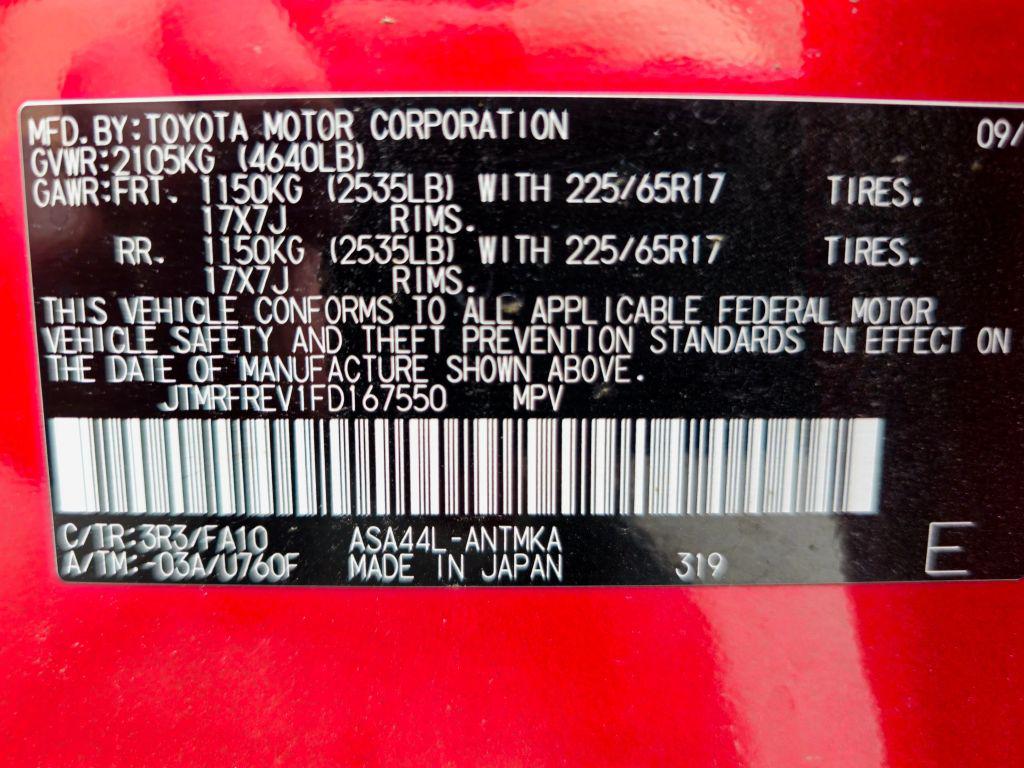 MFD. BY: TOYOTA MOTOR CORPORATION 09/
GVWR: 2105KG (4640LB)
GAWR: FRT. 1150KG (2535LB) WITH 225/65R17 TIRES.
17X7J RIMS.
RR. 1150KG (2535LB) WITH 225/65R17 TIRES.
17X7J RIMS.
THIS VEHICLE CONFORMS TO ALL APPLICABLE FEDERAL MOTOR
VEHICLE SAFETY AND THEFT PREVENTION STANDARDS IN EFFECT ON
THE DATE OF MANUFACTURE SHOWN ABOVE.
JTMRFREV1FD167550 MPV
C/TR: 3R3/FA10 ASA44L-ANTMKA
A/TM: -03A/U760F MADE IN JAPAN 319 E